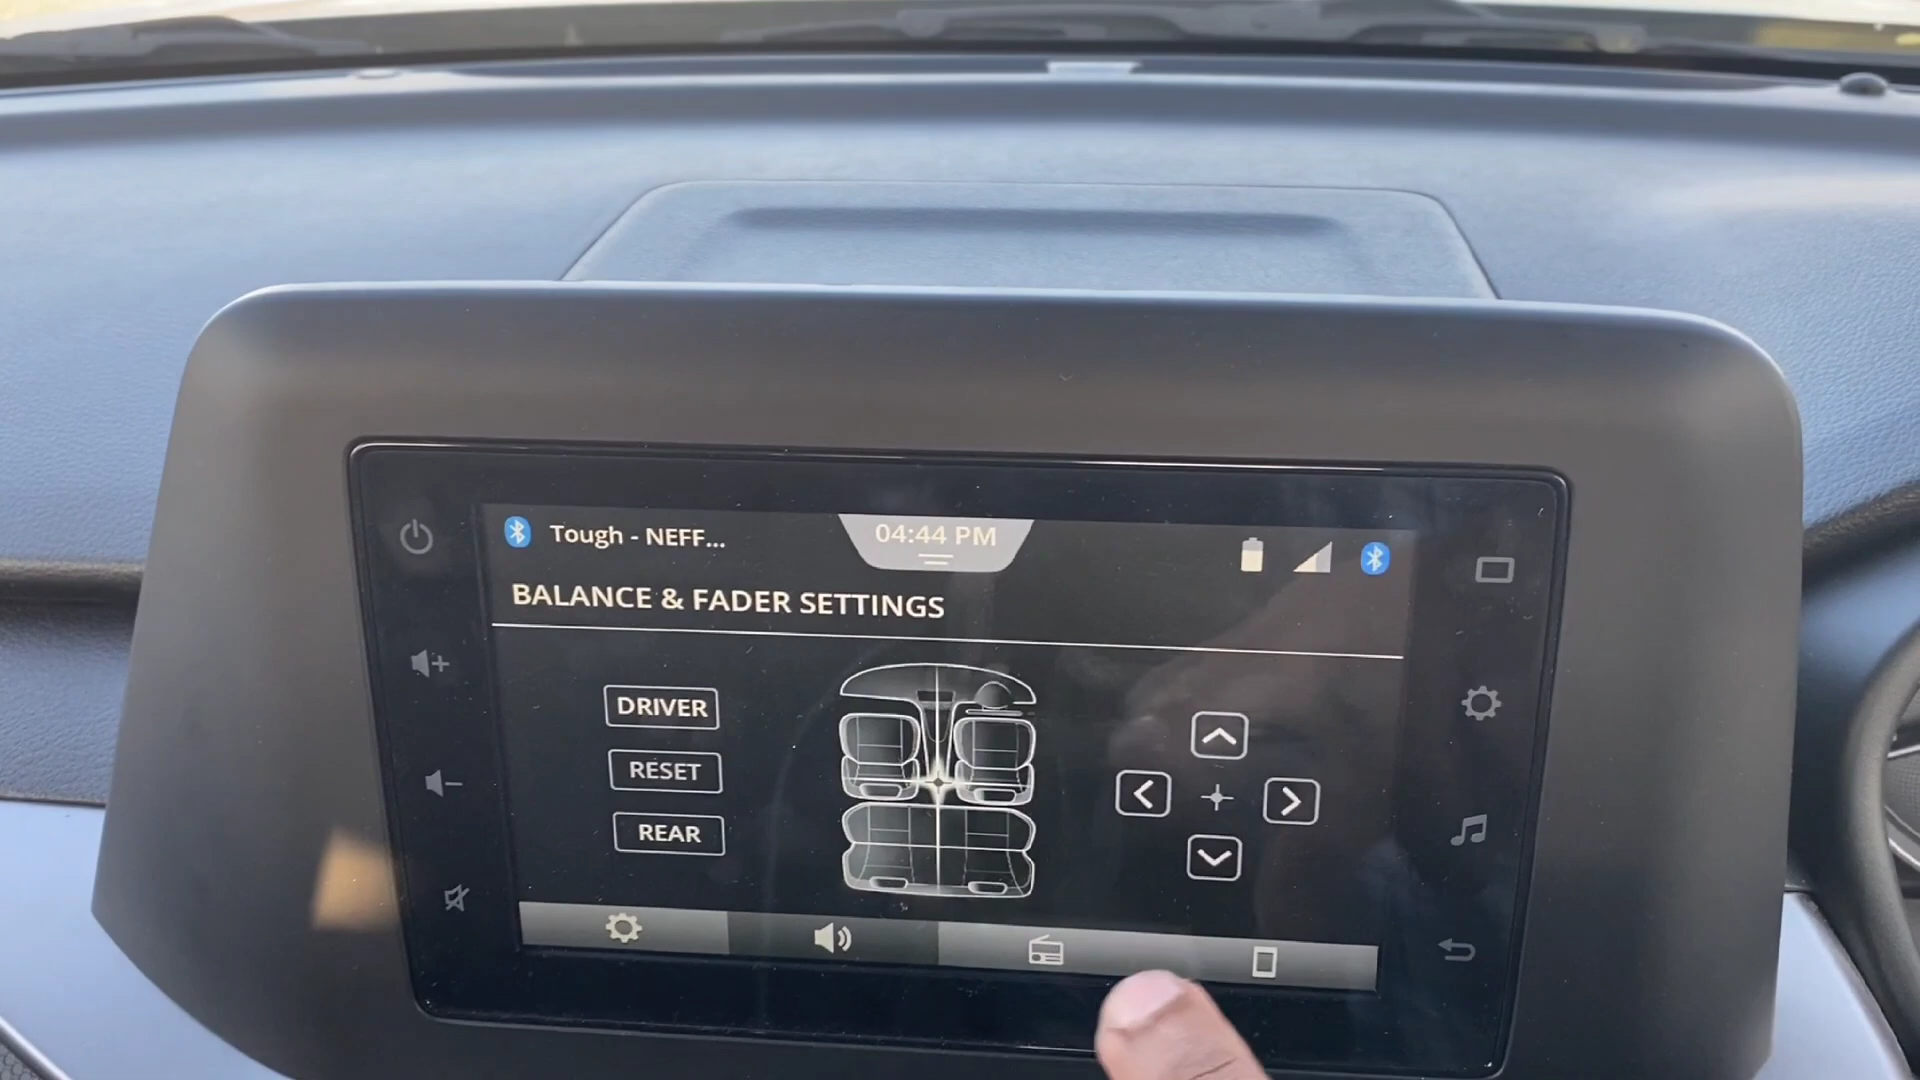 Tough - NEFF...
04:44 PM
BALANCE & FADER SETTINGS
DRIVER
RESET
REAR